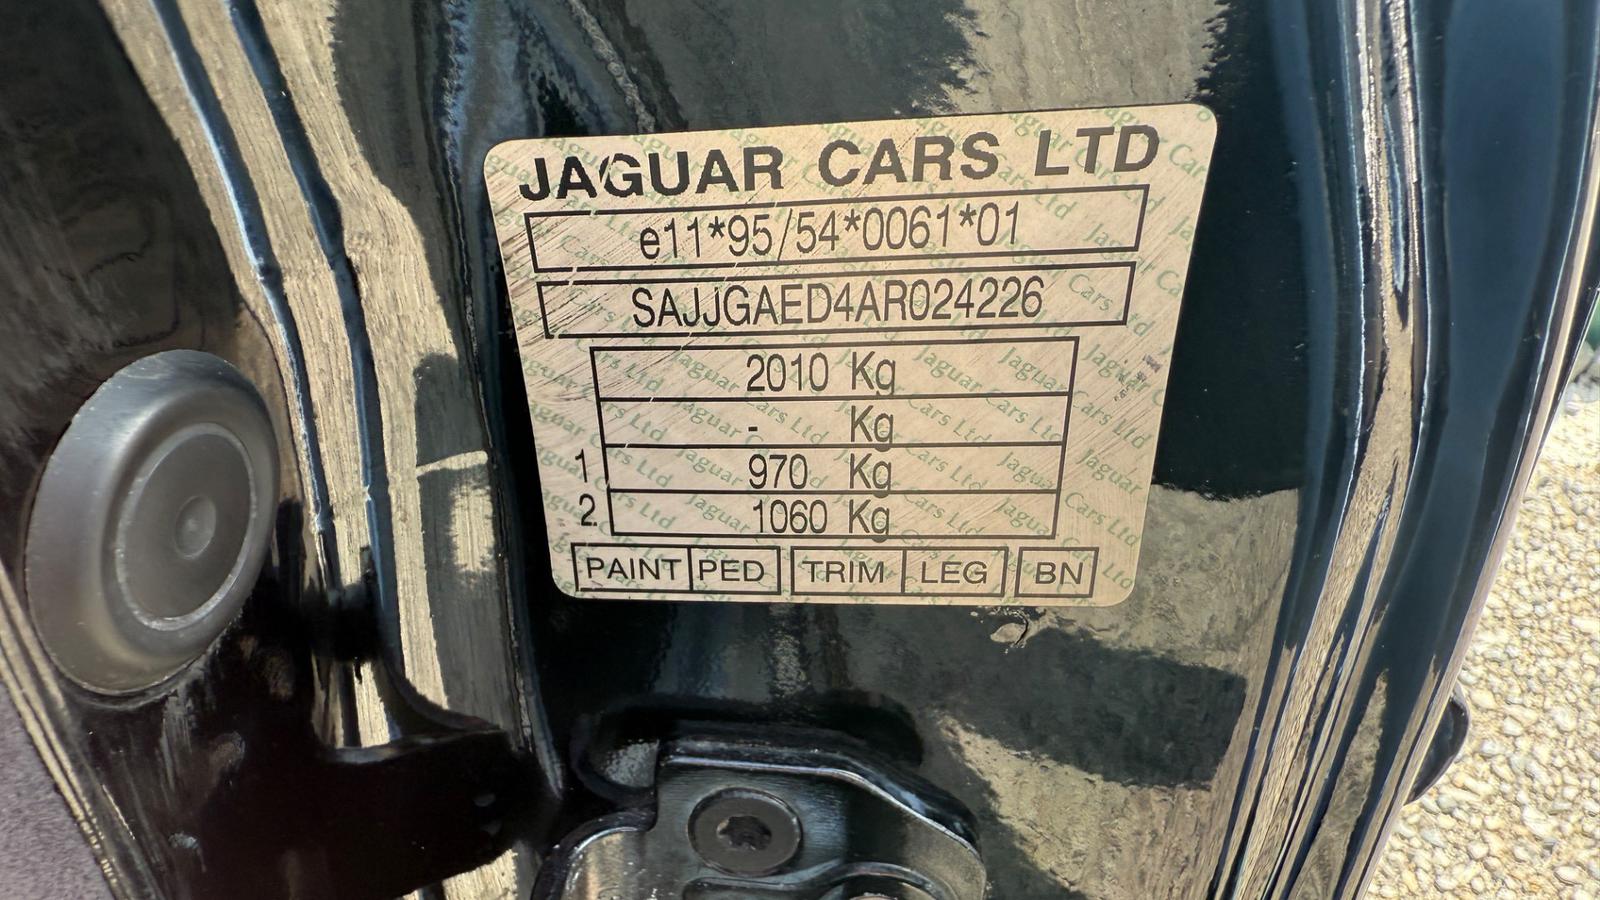 JAGUAR CARS LTD
e11*95/54*0061*01
SAJJGAED4AR024226
2010 Kg
- Kg
1 970 Kg
2 1060 Kg
PAINT PED TRIM LEG BN